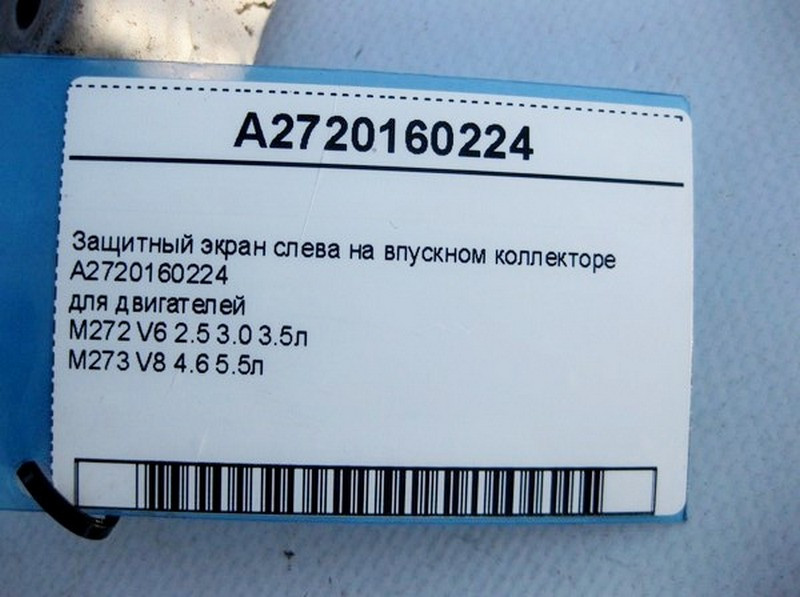 A2720160224
Защитный экран слева на впускном коллекторе
A2720160224
для двигателей
M272 V6 2.5 3.0 3.5л
M273 V8 4.6 5.5л